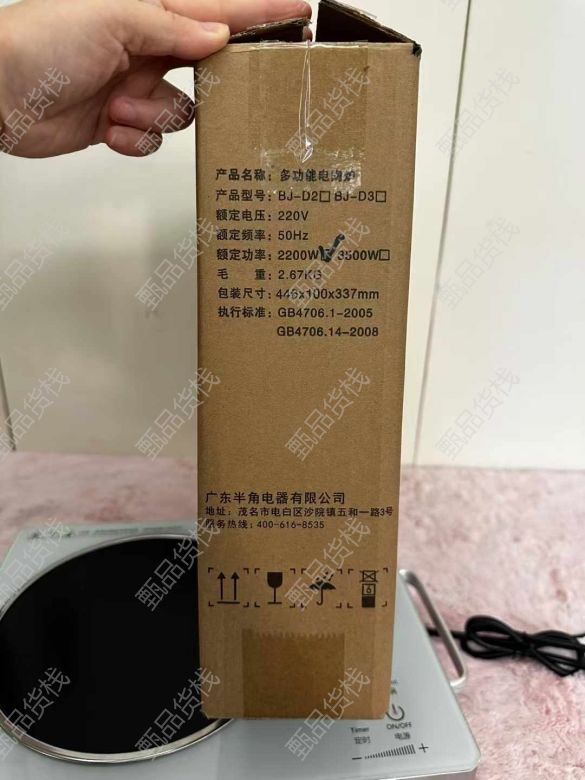 产品名称：多功能电陶炉
产品型号：BJ-D2□ BJ-D3□
额定电压：220V
额定频率：50Hz
额定功率：2200W☑ 3500W□
毛　　重：2.67KG
包装尺寸：446x100x337mm
执行标准：GB4706.1-2005
GB4706.14-2008
广东半角电器有限公司
地址：茂名市电白区沙院镇五和一路3号
服务热线：400-616-8535
Timer
定时
ON/OFF
电源
甄品货栈